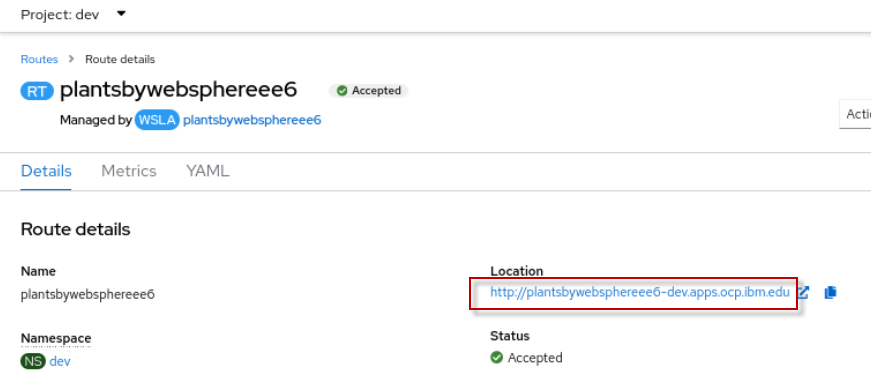 Project: dev
Routes > Route details
RT plantsbywebsphereee6 Accepted
Managed by WSLA plantsbywebsphereee6
Acti
Details Metrics YAML
Route details
Name
plantsbywebsphereee6
Location
http://plantsbywebsphereee6-dev.apps.ocp.ibm.edu
Namespace
NS dev
Status
Accepted